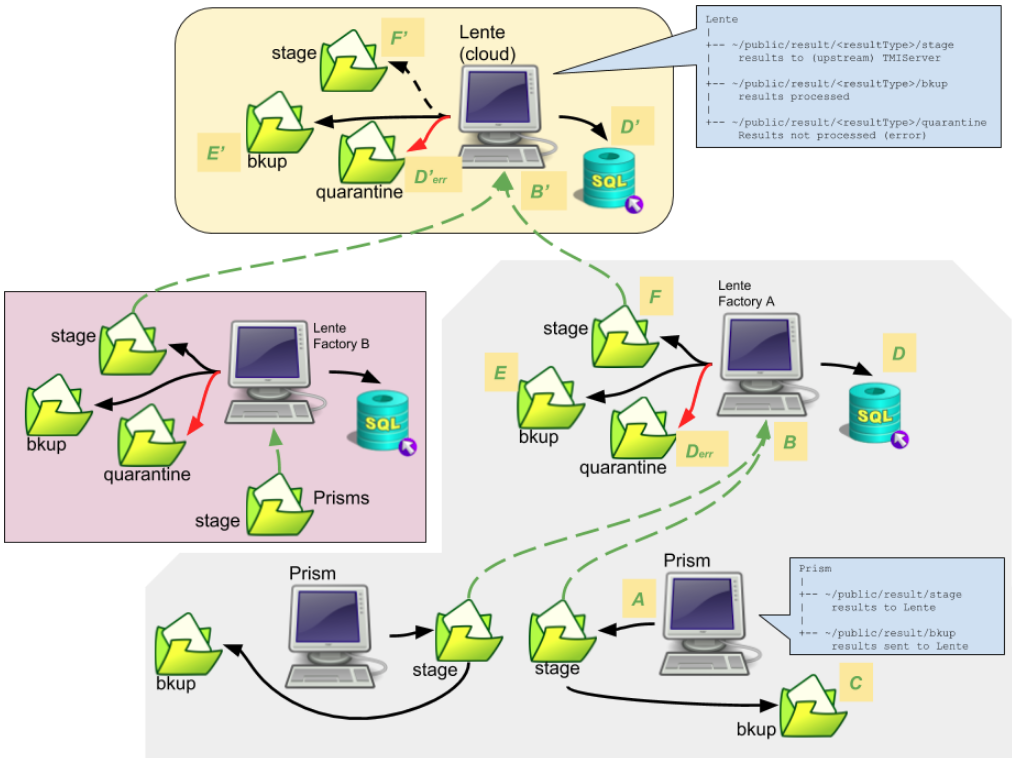 Lente
(cloud)
stage
F’
bkup
E’
quarantine
D’err
B’
D’
SQL
Lente
|
+-- ~/public/result/<resultType>/stage
|    results to (upstream) TMIServer
|
+-- ~/public/result/<resultType>/bkup
|    results processed
|
+-- ~/public/result/<resultType>/quarantine
     Results not processed (error)
Lente
Factory B
stage
bkup
quarantine
SQL
Prisms
stage
Lente
Factory A
F
stage
E
bkup
quarantine
Derr
B
D
SQL
Prism
bkup
stage
Prism
A
stage
C
bkup
Prism
|
+-- ~/public/result/stage
|    results to Lente
|
+-- ~/public/result/bkup
     results sent to Lente